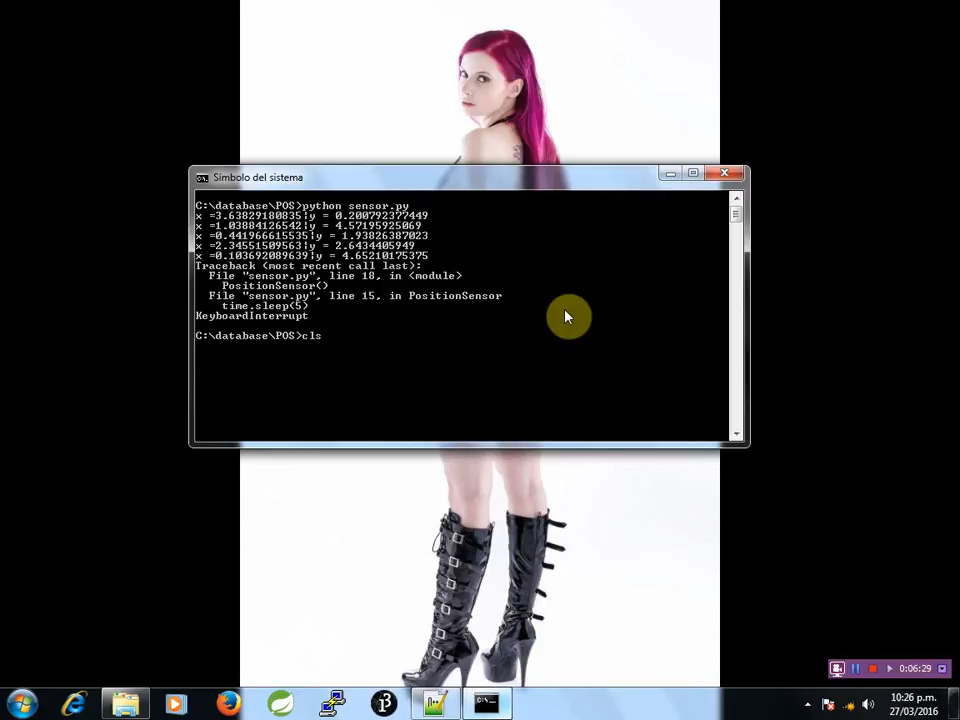 Símbolo del sistema
C:\database\POS>python sensor.py
x =3.63829180835¦y = 0.200792377449
x =1.03884126542¦y = 4.57195925069
x =0.441966615535¦y = 1.93826387023
x =2.34551509563¦y = 2.6434405949
x =0.103692089639¦y = 4.65210175375
Traceback (most recent call last):
  File "sensor.py", line 18, in <module>
    PositionSensor()
  File "sensor.py", line 15, in PositionSensor
    time.sleep(5)
KeyboardInterrupt
C:\database\POS>cls
0:06:29
10:26 p.m.
27/03/2016